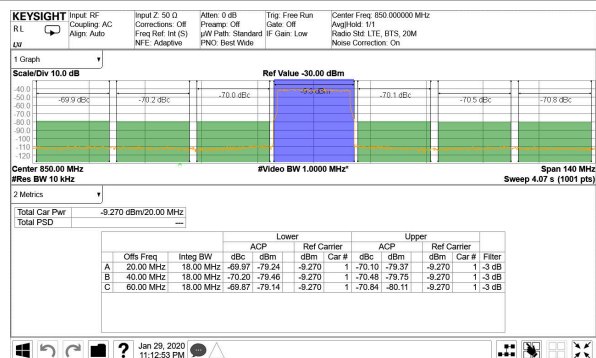 KEYSIGHT Input: RF Input Z: 50 Ω Atten: 0 dB Trig: Free Run Center Freq: 850.000000 MHz
RL Coupling: AC Corrections: Off Preamp: Off Gate: Off Avg|Hold: 1/1
Align: Auto Freq Ref: Int (S) µW Path: Standard IF Gain: Low Radio Std: LTE, BTS, 20M
LXI NFE: Adaptive PNO: Best Wide Noise Correction: On
1 Graph
Scale/Div 10.0 dB Ref Value -30.00 dBm
-40.0
-50.0
-60.0
-70.0
-80.0
-90.0
-100
-110
-120
-69.9 dBc -70.2 dBc -70.0 dBc -9.3 dBm -70.1 dBc -70.5 dBc -70.8 dBc
Center 850.00 MHz #Video BW 1.0000 MHz* Span 140 MHz
#Res BW 10 kHz Sweep 4.07 s (1001 pts)
2 Metrics
Total Car Pwr -9.270 dBm/20.00 MHz
Total PSD ---
Lower Upper
ACP Ref Carrier ACP Ref Carrier
Offs Freq Integ BW dBc dBm dBm Car # dBc dBm dBm Car # Filter
A 20.00 MHz 18.00 MHz -69.97 -79.24 -9.270 1 -70.10 -79.37 -9.270 1 -3 dB
B 40.00 MHz 18.00 MHz -70.20 -79.46 -9.270 1 -70.48 -79.75 -9.270 1 -3 dB
C 60.00 MHz 18.00 MHz -69.87 -79.14 -9.270 1 -70.84 -80.11 -9.270 1 -3 dB
? Jan 29, 2020
11:12:53 PM